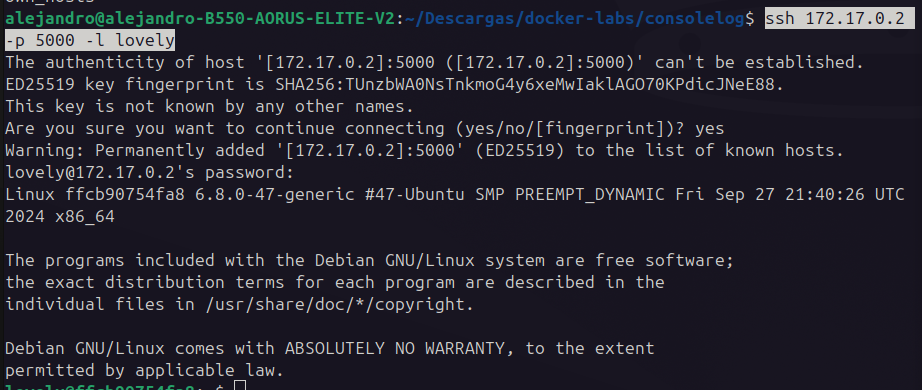 alejandro@alejandro-B550-AORUS-ELITE-V2:~/Descargas/docker-labs/consolelog$ ssh 172.17.0.2
-p 5000 -l lovely
The authenticity of host '[172.17.0.2]:5000 ([172.17.0.2]:5000)' can't be established.
ED25519 key fingerprint is SHA256:TUnzbWA0NsTnkmoG4y6xeMwIaklAGO70KPdicJNeE88.
This key is not known by any other names.
Are you sure you want to continue connecting (yes/no/[fingerprint])? yes
Warning: Permanently added '[172.17.0.2]:5000' (ED25519) to the list of known hosts.
lovely@172.17.0.2's password:
Linux ffcb90754fa8 6.8.0-47-generic #47-Ubuntu SMP PREEMPT_DYNAMIC Fri Sep 27 21:40:26 UTC
2024 x86_64
The programs included with the Debian GNU/Linux system are free software;
the exact distribution terms for each program are described in the
individual files in /usr/share/doc/*/copyright.
Debian GNU/Linux comes with ABSOLUTELY NO WARRANTY, to the extent
permitted by applicable law.
lovely@ffcb90754fa8:~$